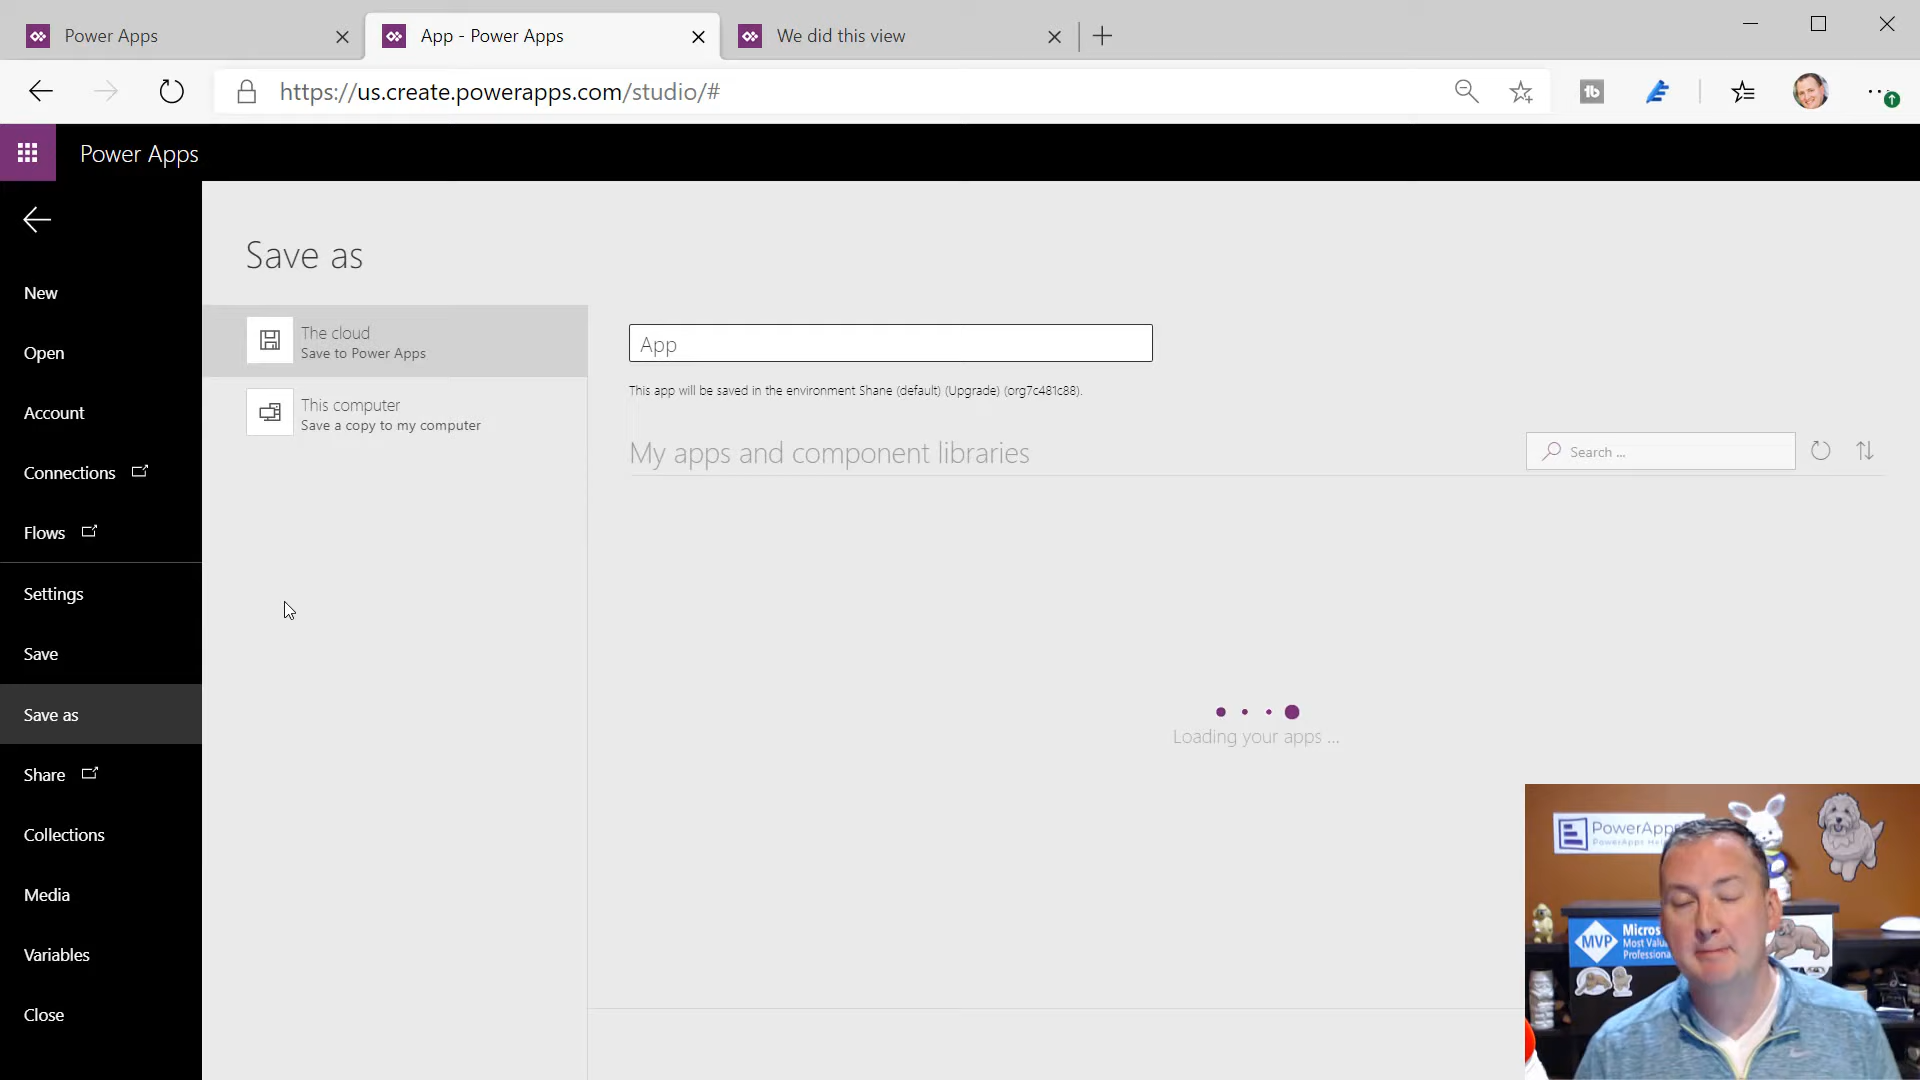 Power Apps
App - Power Apps
We did this view
https://us.create.powerapps.com/studio/#
Power Apps
Save as
New
Open
Account
Connections
Flows
Settings
Save
Save as
Share
Collections
Media
Variables
Close
The cloud
Save to Power Apps
This computer
Save a copy to my computer
App
This app will be saved in the environment Shane (default) (Upgrade) (org7c481c88).
My apps and component libraries
Search ...
Loading your apps ...
PowerApps
PowerApps
MVP
Most
Professional